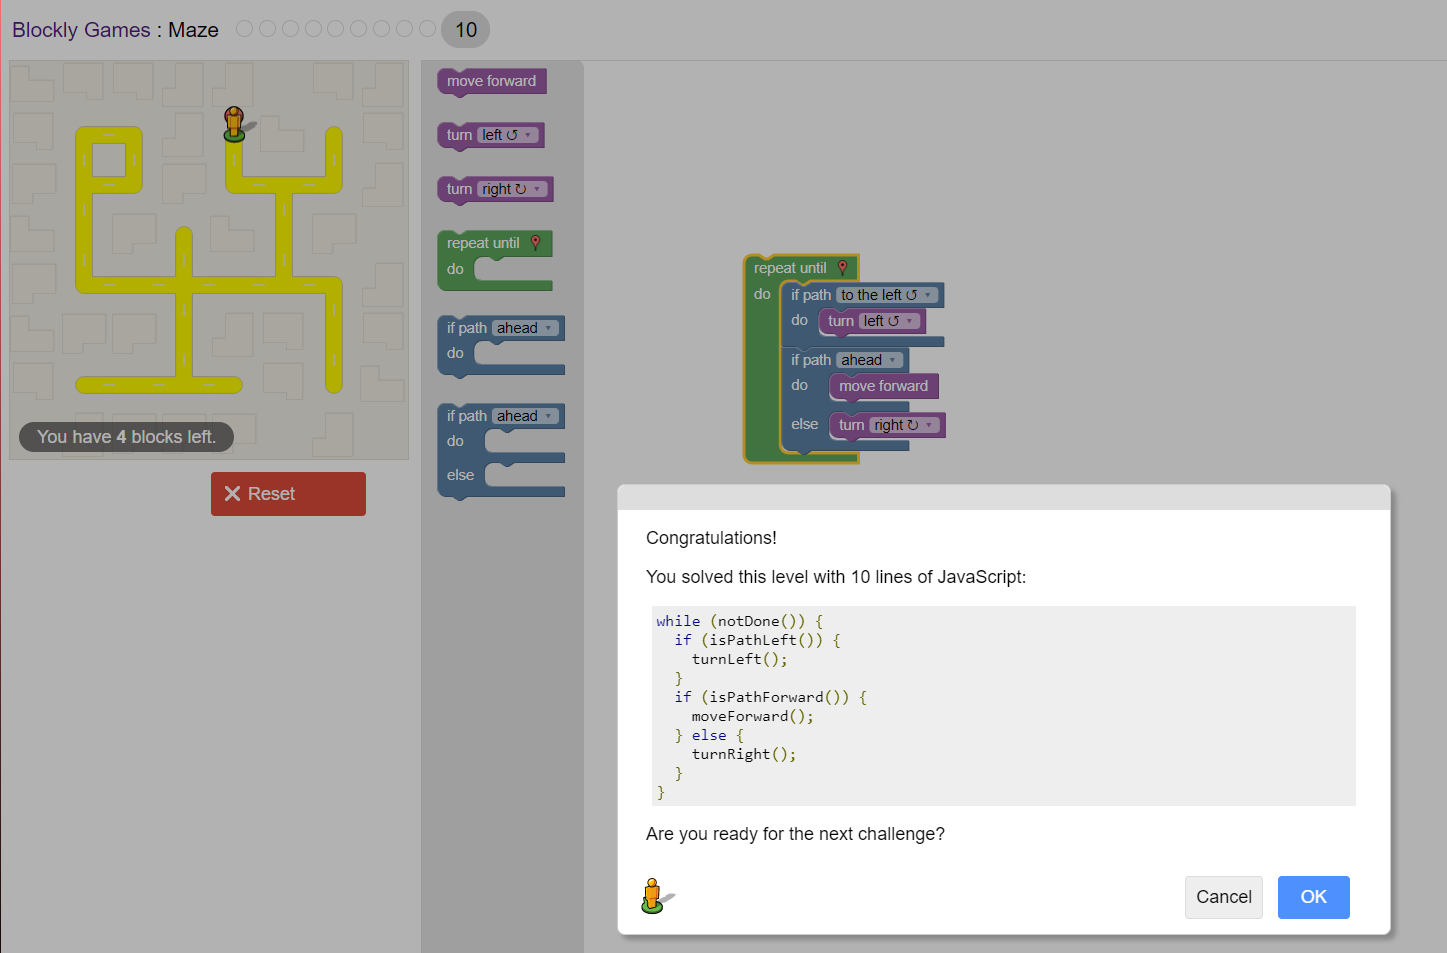 Blockly Games : Maze 10
move forward
turn left ↺ ▾
turn right ↻ ▾
repeat until
do
if path ahead ▾
do
if path ahead ▾
do
else
You have 4 blocks left.
Reset
repeat until
do if path to the left ↺ ▾
do turn left ↺ ▾
if path ahead ▾
do move forward
else turn right ↻ ▾
Congratulations!
You solved this level with 10 lines of JavaScript:
while (notDone()) {
  if (isPathLeft()) {
    turnLeft();
  }
  if (isPathForward()) {
    moveForward();
  } else {
    turnRight();
  }
}
Are you ready for the next challenge?
Cancel OK